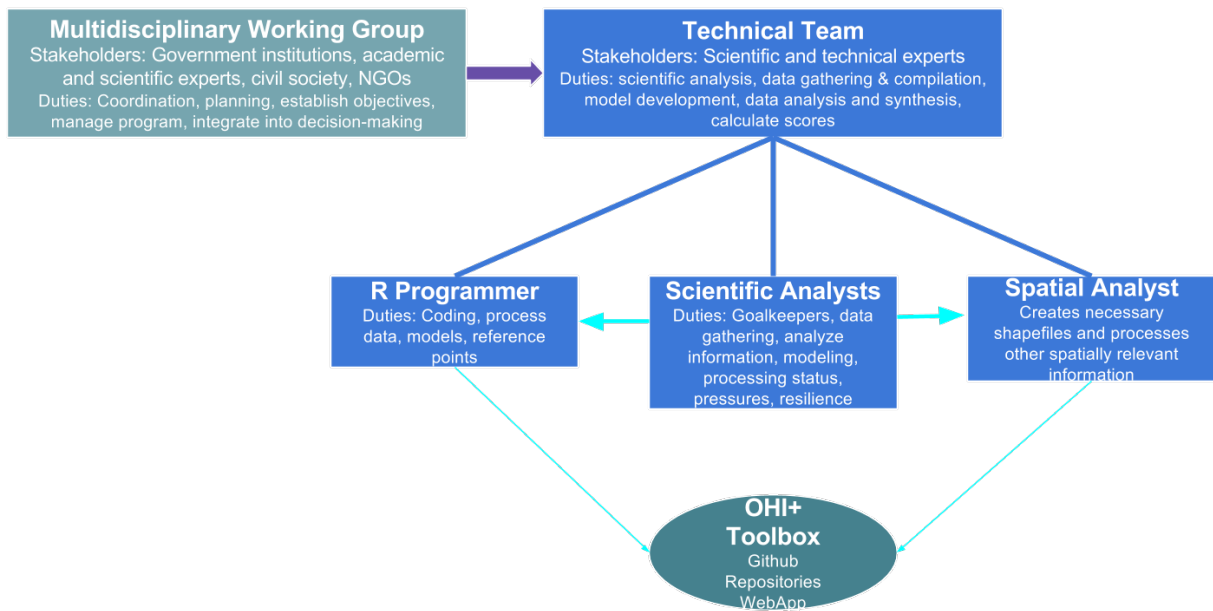 Multidisciplinary Working Group
Stakeholders: Government institutions, academic
and scientific experts, civil society, NGOs
Duties: Coordination, planning, establish objectives,
manage program, integrate into decision-making
Technical Team
Stakeholders: Scientific and technical experts
Duties: scientific analysis, data gathering & compilation,
model development, data analysis and synthesis,
calculate scores
R Programmer
Duties: Coding, process
data, models, reference
points
Scientific Analysts
Duties: Goalkeepers, data
gathering, analyze
information, modeling,
processing status,
pressures, resilience
Spatial Analyst
Creates necessary
shapefiles and processes
other spatially relevant
information
OHI+
Toolbox
Github
Repositories
WebApp